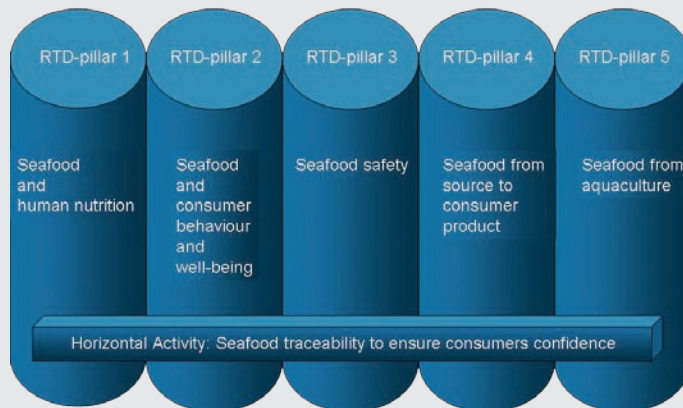 RTD-pillar 1
RTD-pillar 2
RTD-pillar 3
RTD-pillar 4
RTD-pillar 5
Seafood
and
human nutrition
Seafood
and
consumer
behaviour
and
well-being
Seafood safety
Seafood from
source to
consumer
product
Seafood from
aquaculture
Horizontal Activity: Seafood traceability to ensure consumers confidence